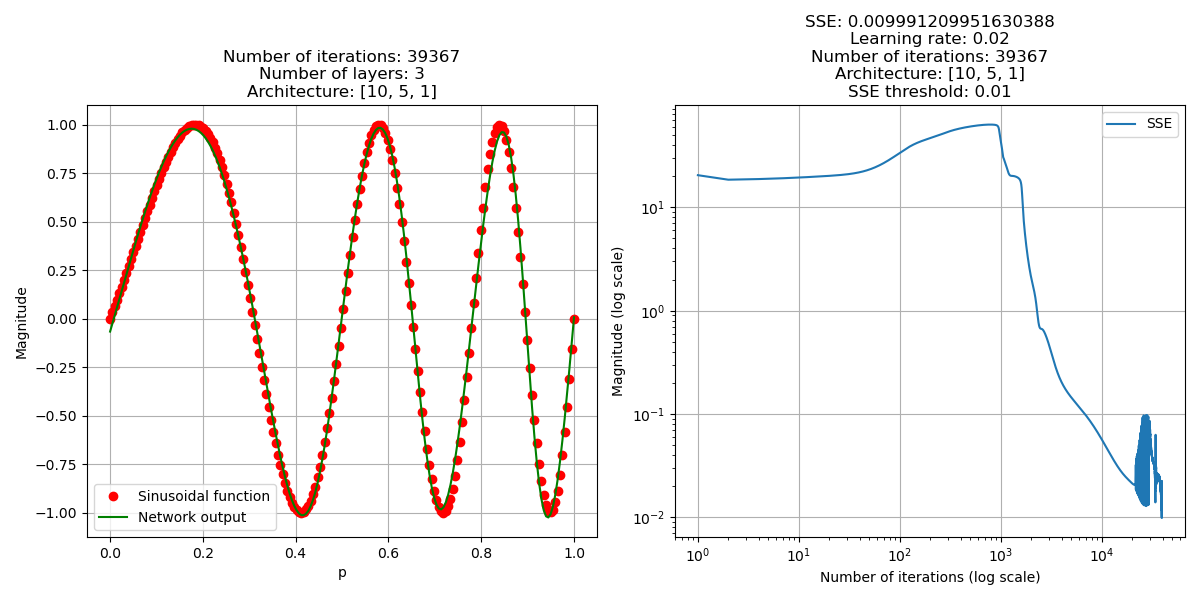 Number of iterations: 39367
Number of layers: 3
Architecture: [10, 5, 1]
1.00
0.75
0.50
0.25
0.00
−0.25
−0.50
−0.75
−1.00
Magnitude
Sinusoidal function
Network output
0.0 0.2 0.4 0.6 0.8 1.0
p
SSE: 0.009991209951630388
Learning rate: 0.02
Number of iterations: 39367
Architecture: [10, 5, 1]
SSE threshold: 0.01
SSE
10¹
10⁰
10⁻¹
10⁻²
Magnitude (log scale)
10⁰ 10¹ 10² 10³ 10⁴
Number of iterations (log scale)